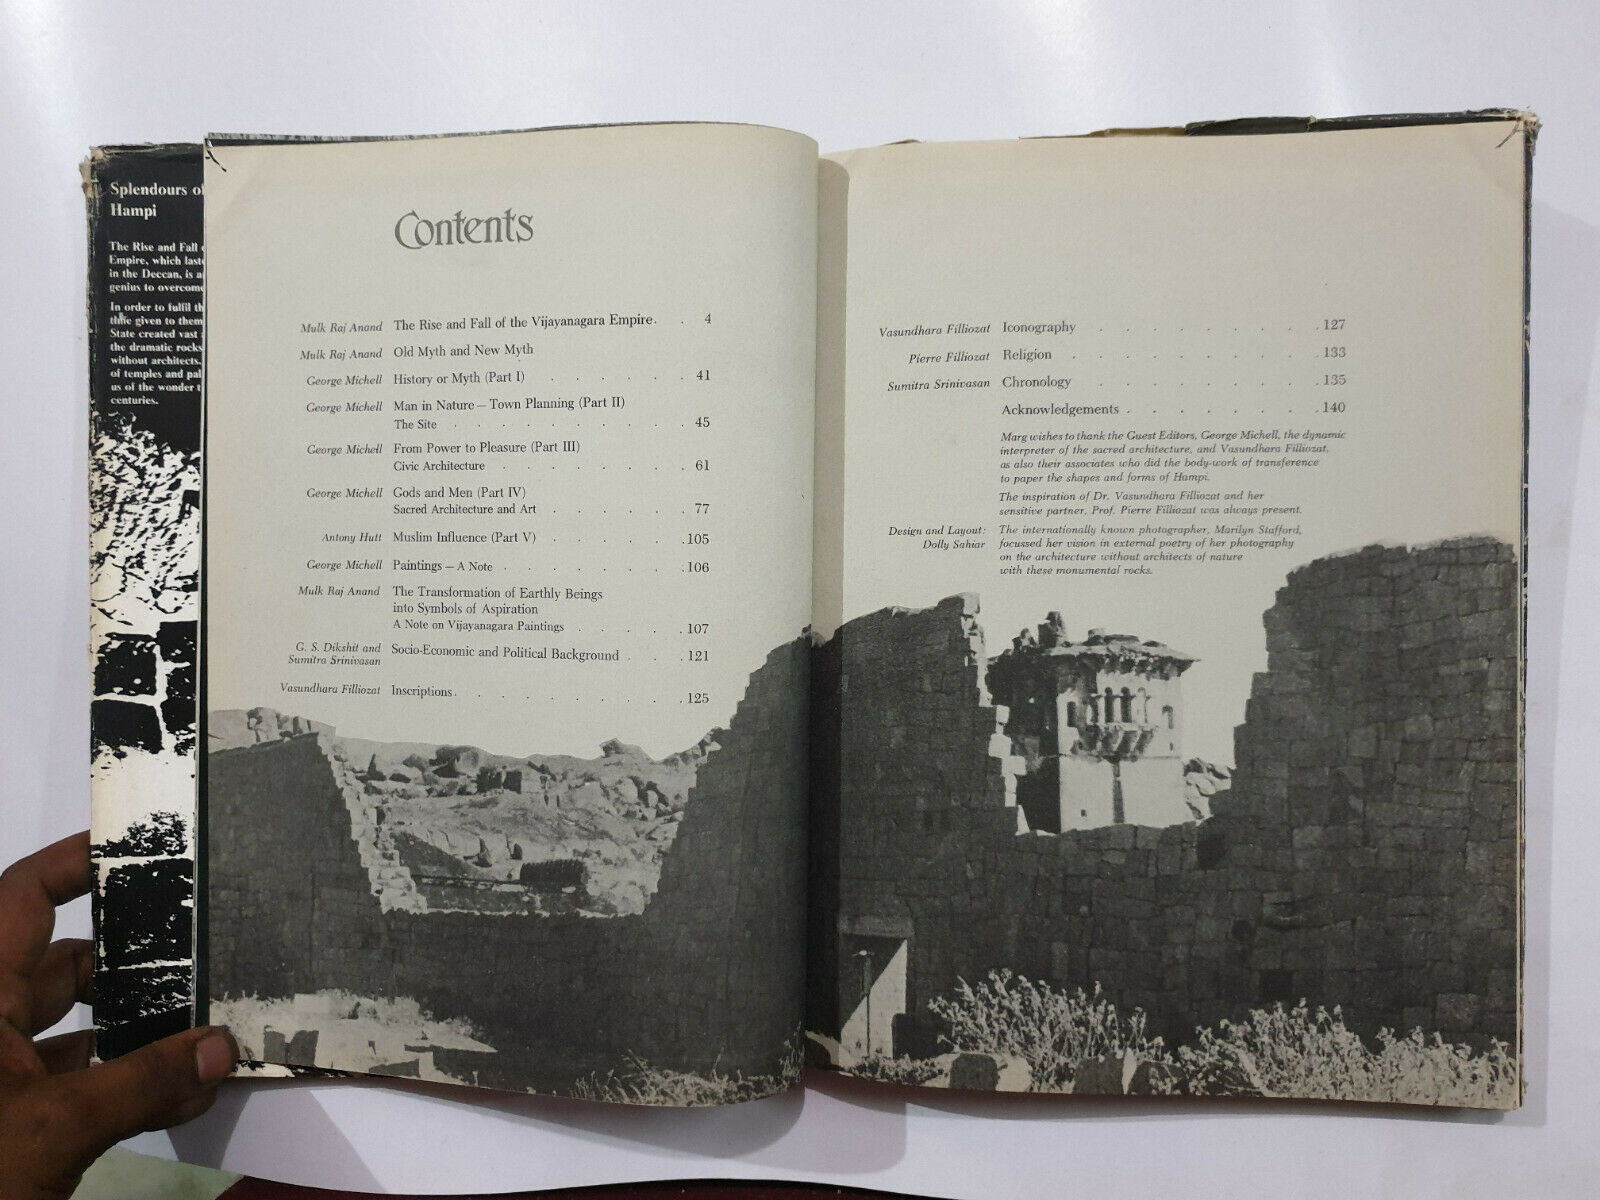 Splendours of
Hampi
The Rise and Fall
Empire, which
in the Deccan, is
genius to overcome
In order to fulfil
given to them
State created vast
the dramatic rocks
without architects.
of temples and
us of the wonder
centuries.
Contents
Mulk Raj Anand The Rise and Fall of the Vijayanagara Empire. . 4
Mulk Raj Anand Old Myth and New Myth
George Michell History or Myth (Part I) . . . . . . 41
George Michell Man in Nature — Town Planning (Part II)
The Site . . . . . . . . . 45
George Michell From Power to Pleasure (Part III)
Civic Architecture . . . . . . . 61
George Michell Gods and Men (Part IV)
Sacred Architecture and Art . . . . . . 77
Antony Hutt Muslim Influence (Part V) . . . . . . 105
George Michell Paintings — A Note . . . . . . . 106
Mulk Raj Anand The Transformation of Earthly Beings
into Symbols of Aspiration
A Note on Vijayanagara Paintings . . . . . 107
G. S. Dikshit and
Sumitra Srinivasan Socio-Economic and Political Background . . . 121
Vasundhara Filliozat Inscriptions . . . . . . . . . 125
Vasundhara Filliozat Iconography . . . . . . . . . 127
Pierre Filliozat Religion . . . . . . . . . . 133
Sumitra Srinivasan Chronology . . . . . . . . . 135
Acknowledgements . . . . . . . . 140
Marg wishes to thank the Guest Editors, George Michell, the dynamic
interpreter of the sacred architecture, and Vasundhara Filliozat,
as also their associates who did the body-work of transference
to paper the shapes and forms of Hampi.
The inspiration of Dr. Vasundhara Filliozat and her
sensitive partner, Prof. Pierre Filliozat was always present.
Design and Layout:
Dolly Sahiar
The internationally known photographer, Marilyn Stafford,
focussed her vision in external poetry of her photography
on the architecture without architects of nature
with these monumental rocks.